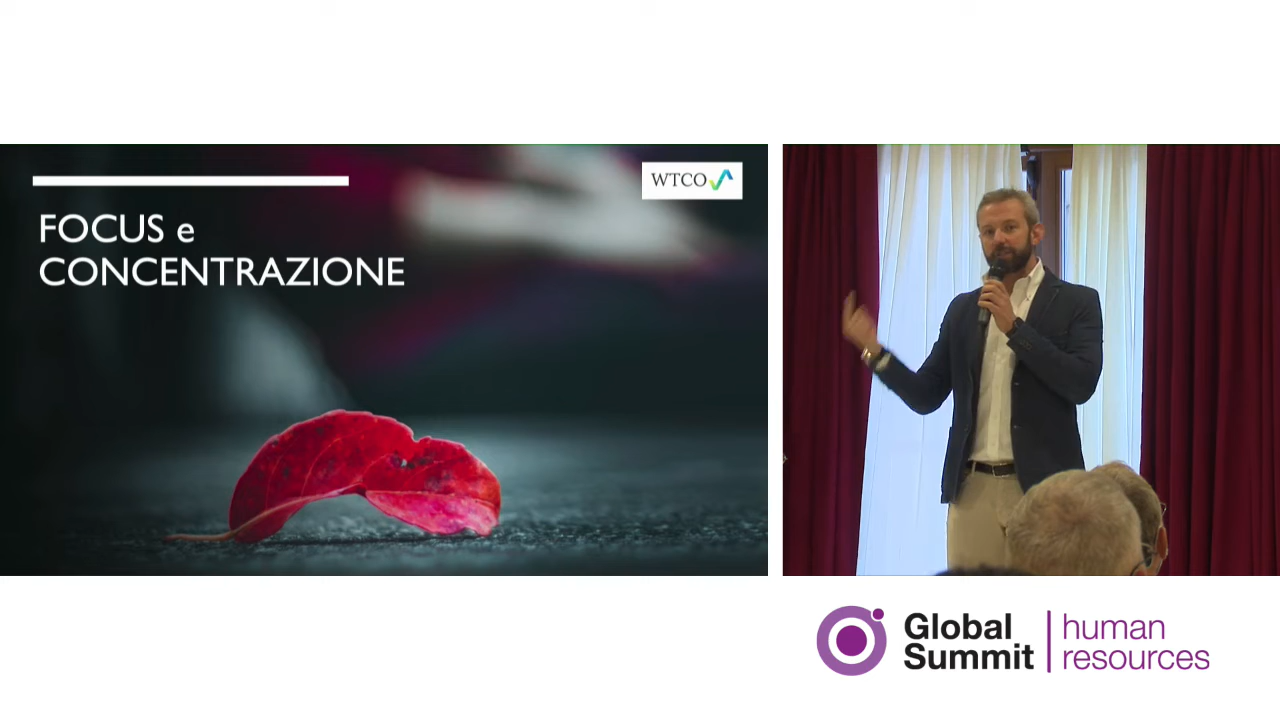 FOCUS e
CONCENTRAZIONE
WTCO
Global
Summit
human
resources